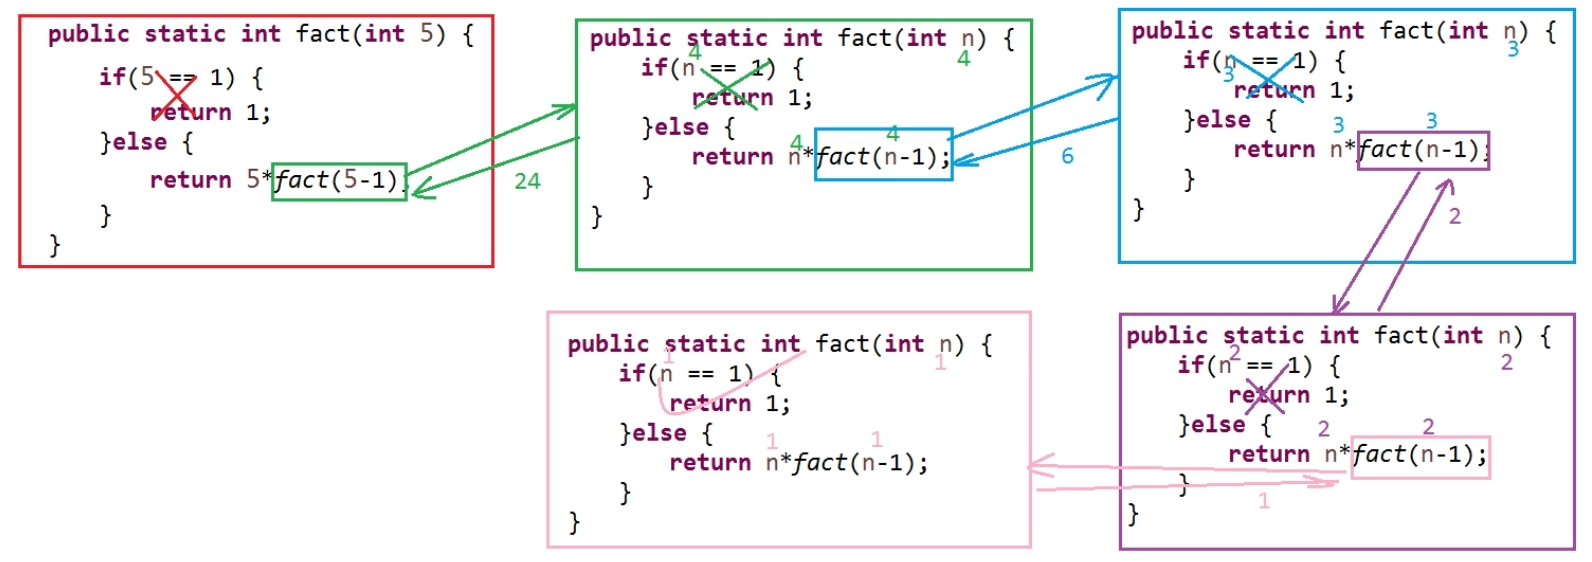 public static int fact(int 5) {
if(5 == 1) {
return 1;
}else {
return 5*fact(5-1);
}
}
24
public static int fact(int n) {
4
4
if(n == 1) {
return 1;
}else {
4
4
return n*fact(n-1);
}
}
6
public static int fact(int n) {
3
if(n == 1) {
3
return 1;
}else {
3
3
return n*fact(n-1);
}
}
2
public static int fact(int n) {
2
2
if(n == 1) {
return 1;
}else {
2
2
return n*fact(n-1);
}
}
1
public static int fact(int n) {
1
1
if(n == 1) {
return 1;
}else {
1
1
return n*fact(n-1);
}
}